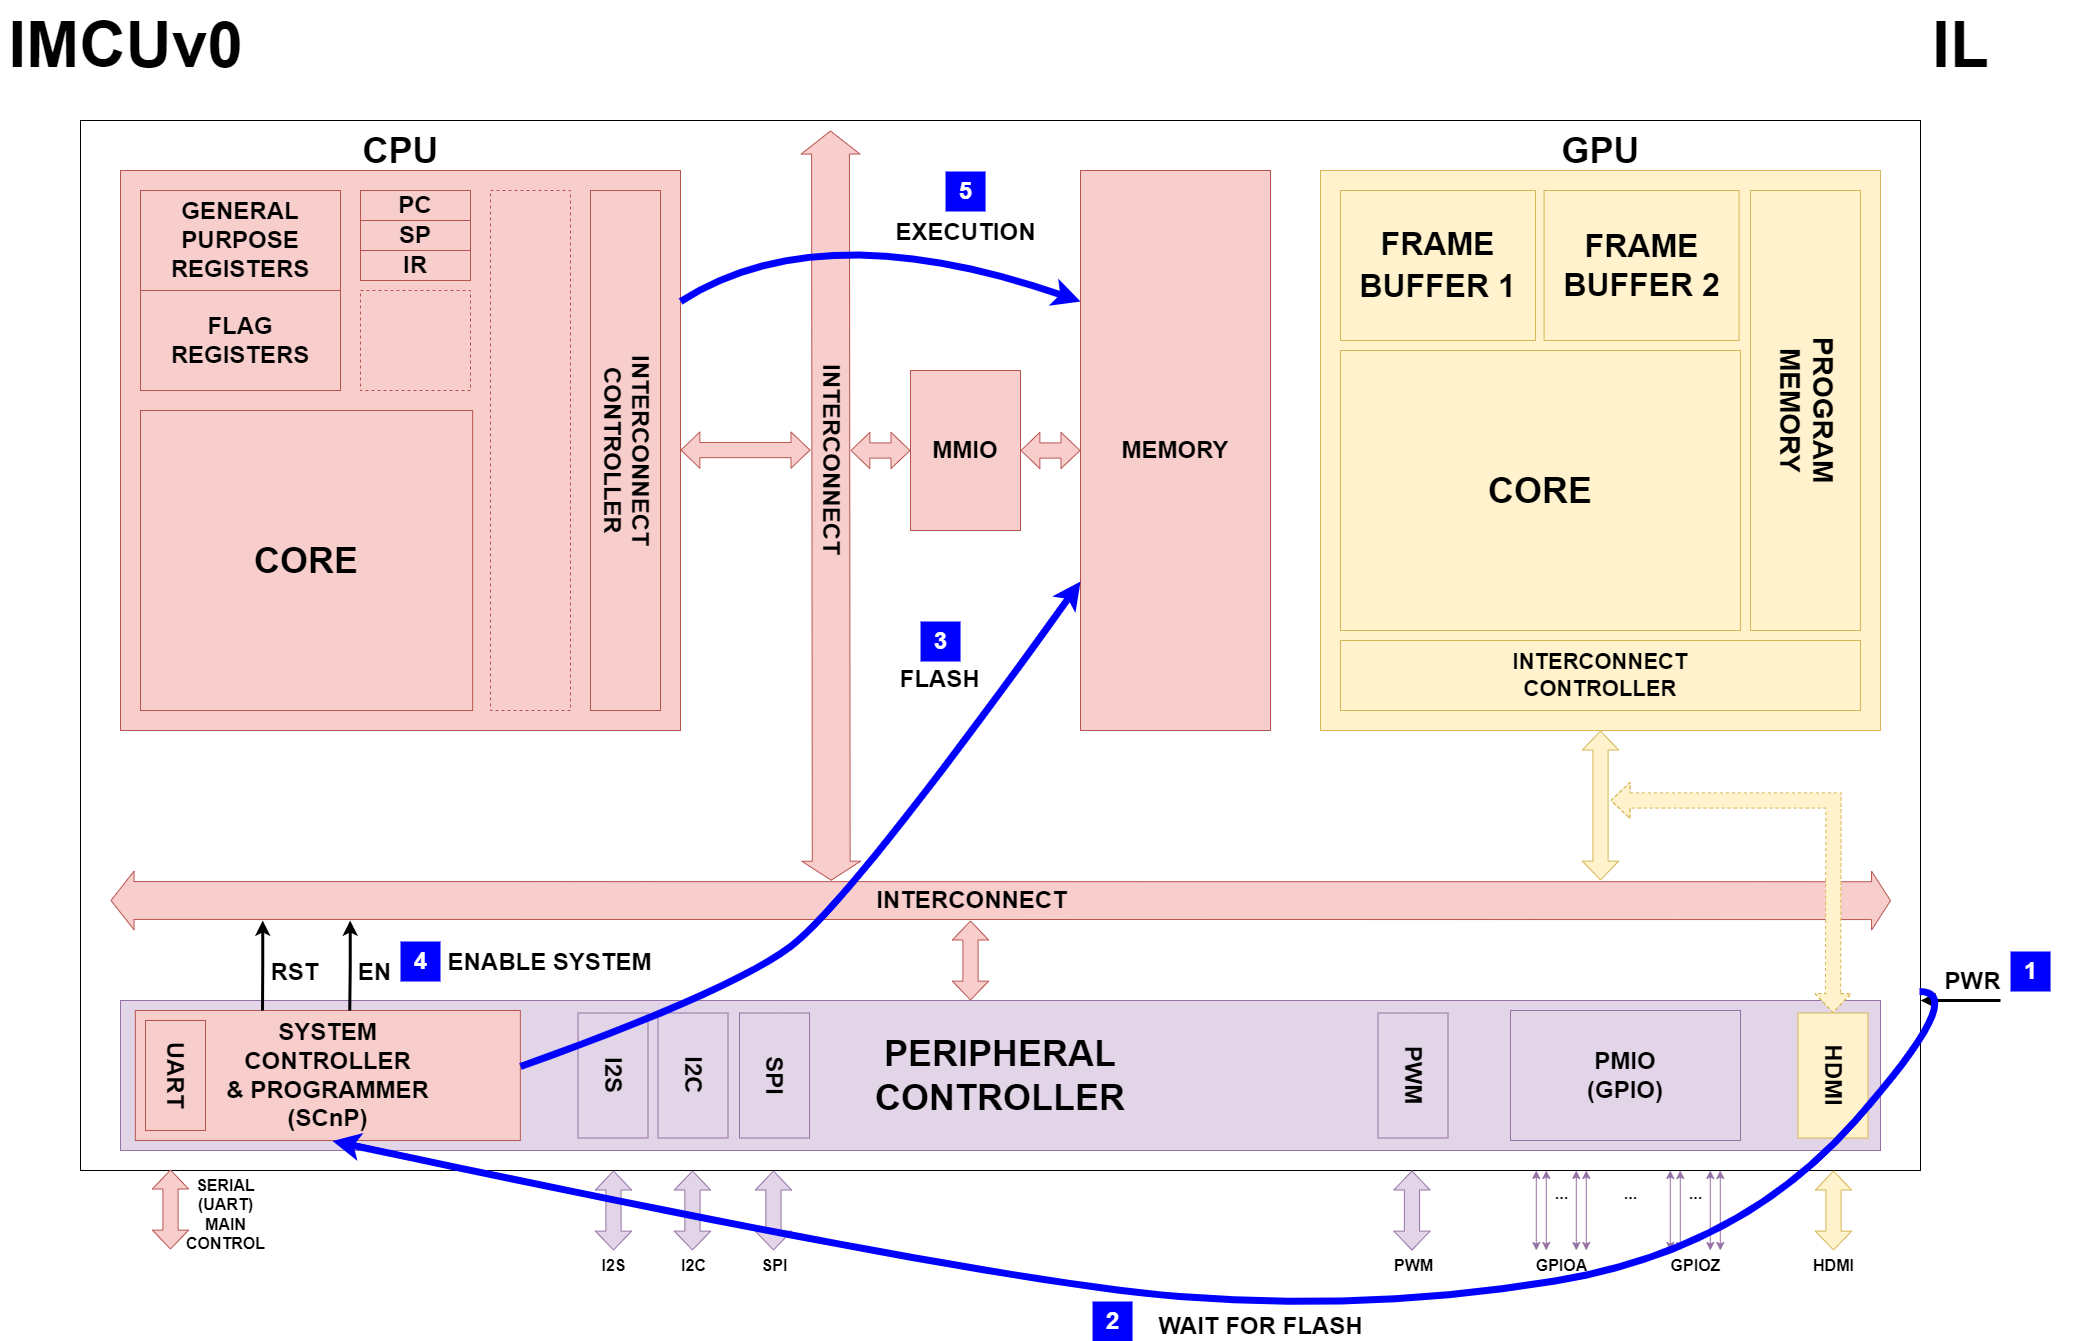 IMCUv0
IL
CPU
GPU
GENERAL
PURPOSE
REGISTERS
FLAG
REGISTERS
PC
SP
IR
CORE
INTERCONNECT
CONTROLLER
INTERCONNECT
5
EXECUTION
MMIO
MEMORY
3
FLASH
FRAME
BUFFER 1
FRAME
BUFFER 2
PROGRAM
MEMORY
CORE
INTERCONNECT
CONTROLLER
INTERCONNECT
RST
EN
4
ENABLE SYSTEM
PWR
1
UART
SYSTEM
CONTROLLER
& PROGRAMMER
(SCnP)
I2S
I2C
SPI
PERIPHERAL
CONTROLLER
PWM
PMIO
(GPIO)
HDMI
SERIAL
(UART)
MAIN
CONTROL
I2S
I2C
SPI
PWM
...
...
...
GPIOA
GPIOZ
HDMI
2
WAIT FOR FLASH